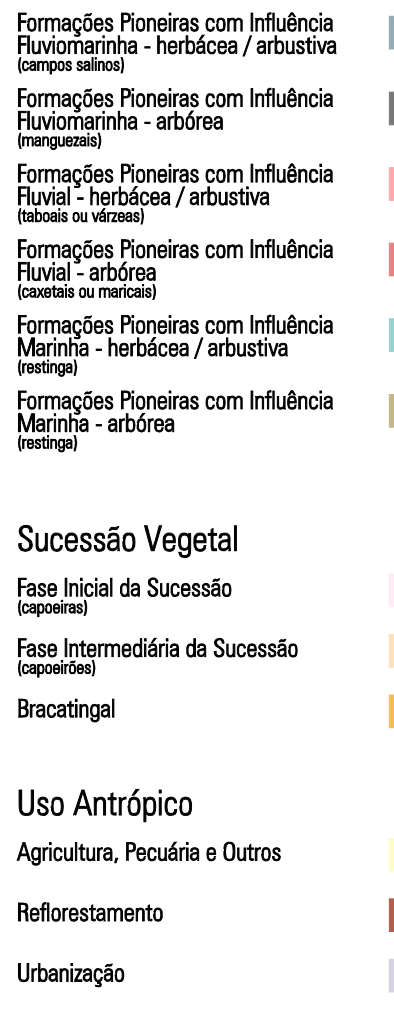 Formações Pioneiras com Influência
Fluviomarinha - herbácea / arbustiva
(campos salinos)
Formações Pioneiras com Influência
Fluviomarinha - arbórea
(manguezais)
Formações Pioneiras com Influência
Fluvial - herbácea / arbustiva
(taboais ou várzeas)
Formações Pioneiras com Influência
Fluvial - arbórea
(caxetais ou maricais)
Formações Pioneiras com Influência
Marinha - herbácea / arbustiva
(restinga)
Formações Pioneiras com Influência
Marinha - arbórea
(restinga)
Sucessão Vegetal
Fase Inicial da Sucessão
(capoeiras)
Fase Intermediária da Sucessão
(capoeirões)
Bracatingal
Uso Antrópico
Agricultura, Pecuária e Outros
Reflorestamento
Urbanização